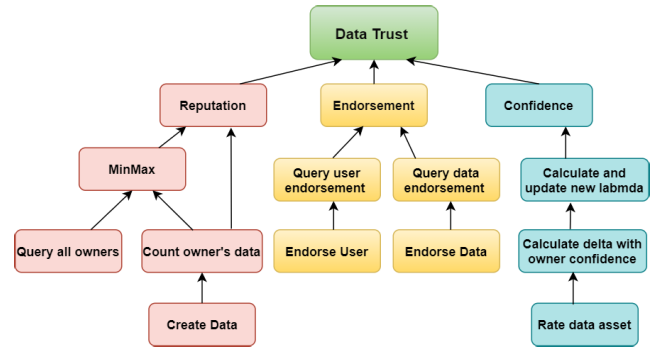 Data Trust
Reputation
Endorsement
Confidence
MinMax
Query user
endorsement
Query data
endorsement
Calculate and
update new labmda
Query all owners
Count owner's data
Endorse User
Endorse Data
Calculate delta with
owner confidence
Create Data
Rate data asset